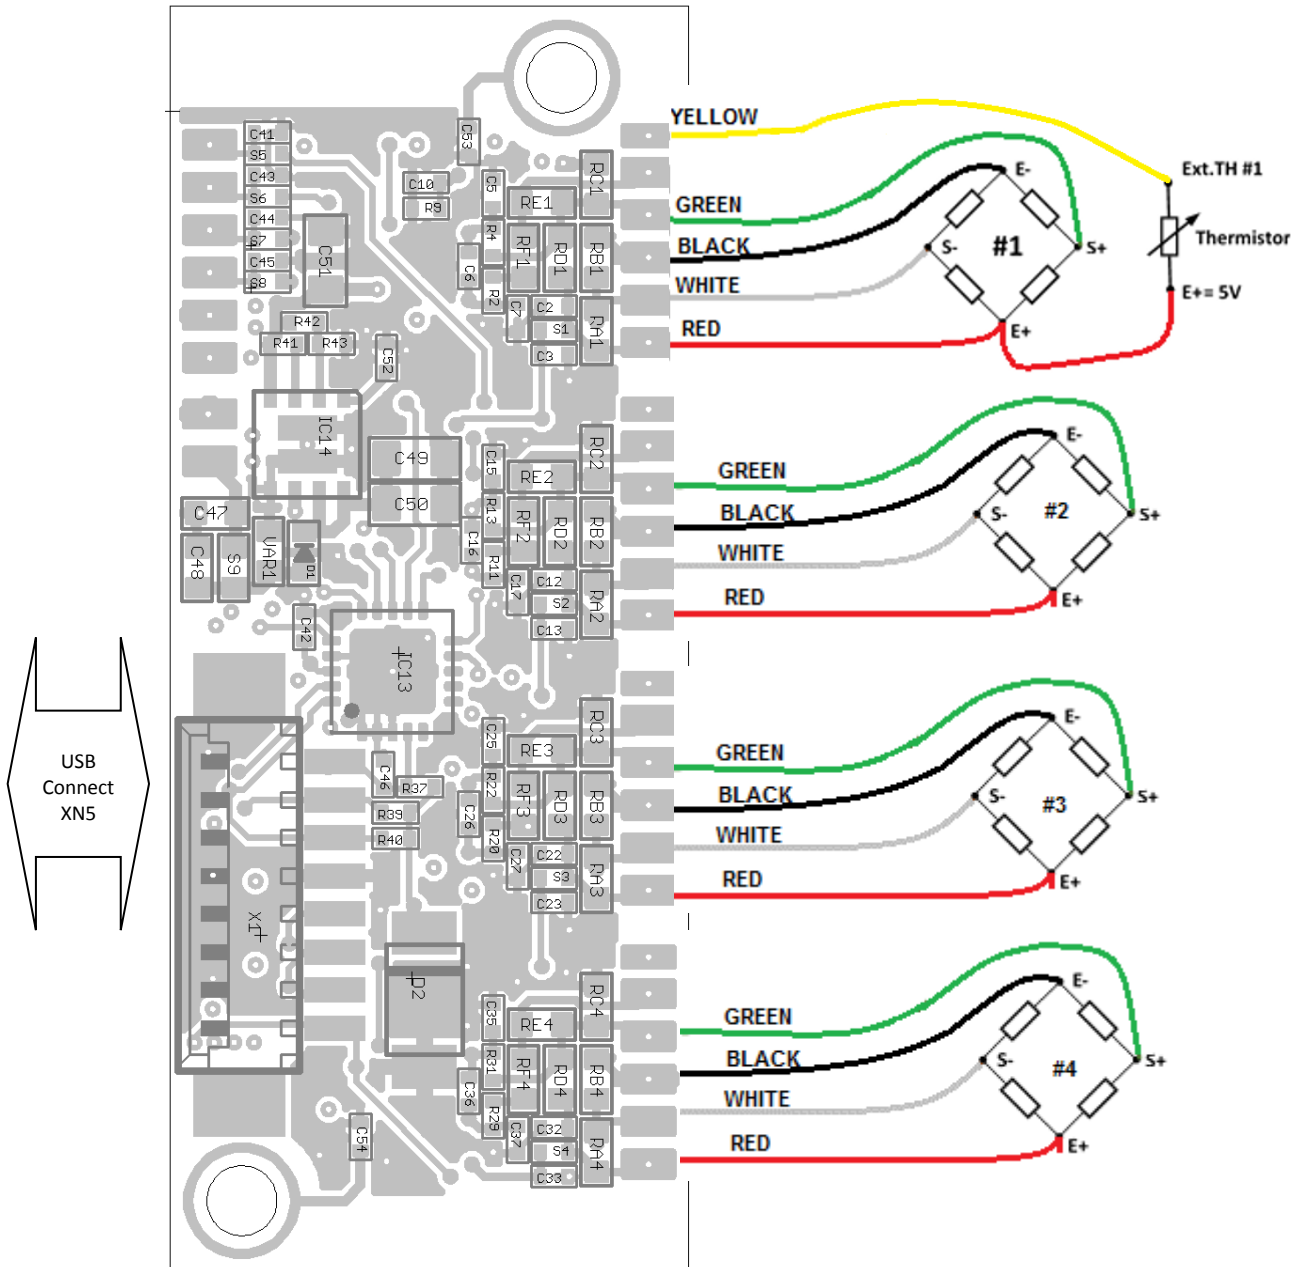 YELLOW
GREEN
BLACK
WHITE
RED
E-
S-
#1
S+
E+
Ext.TH #1
Thermistor
E+= 5V
GREEN
BLACK
WHITE
RED
E-
S-
#2
S+
E+
GREEN
BLACK
WHITE
RED
E-
S-
#3
S+
E+
GREEN
BLACK
WHITE
RED
E-
S-
#4
S+
E+
USB
Connect
XN5
C41
S5
C43
S6
C44
S7
C45
S8
C51
R42
R41
R43
C52
IC14
C49
C50
C47
C48
S9
VAR1
D1
C42
IC13
C46
R37
R39
R40
X1
D2
C54
C53
C10
R9
C5
R4
C6
R2
C7
RE1
RC1
RF1
RD1
RB1
C2
S1
C3
RA1
C15
R13
C16
R11
C17
RE2
RC2
RF2
RD2
RB2
C12
S2
C13
RA2
C25
R22
C26
R20
C27
RE3
RC3
RF3
RD3
RB3
C22
S3
C23
RA3
C35
R31
C36
R29
C37
RE4
RC4
RF4
RD4
RB4
C32
S4
C33
RA4